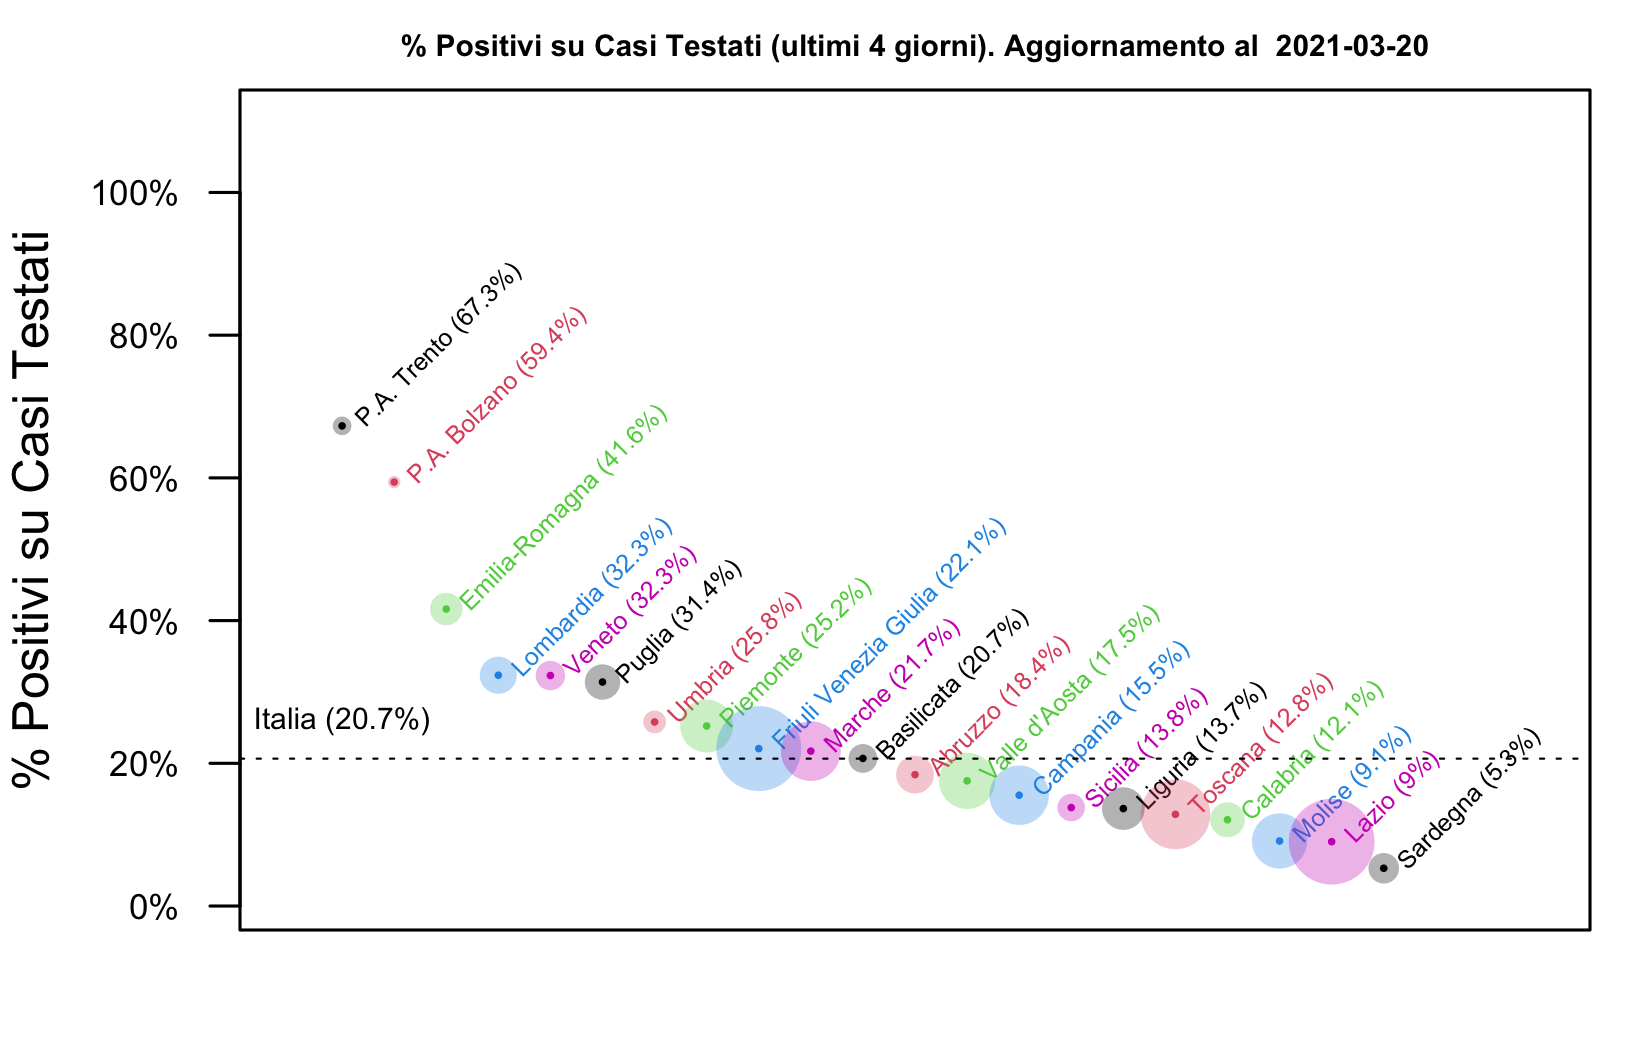 % Positivi su Casi Testati (ultimi 4 giorni). Aggiornamento al  2021-03-20
% Positivi su Casi Testati
100%
80%
60%
40%
20%
0%
Italia (20.7%)
P.A. Trento (67.3%)
P.A. Bolzano (59.4%)
Emilia-Romagna (41.6%)
Lombardia (32.3%)
Veneto (32.3%)
Puglia (31.4%)
Umbria (25.8%)
Piemonte (25.2%)
Friuli Venezia Giulia (22.1%)
Marche (21.7%)
Basilicata (20.7%)
Abruzzo (18.4%)
Valle d'Aosta (17.5%)
Campania (15.5%)
Sicilia (13.8%)
Liguria (13.7%)
Toscana (12.8%)
Calabria (12.1%)
Molise (9.1%)
Lazio (9%)
Sardegna (5.3%)